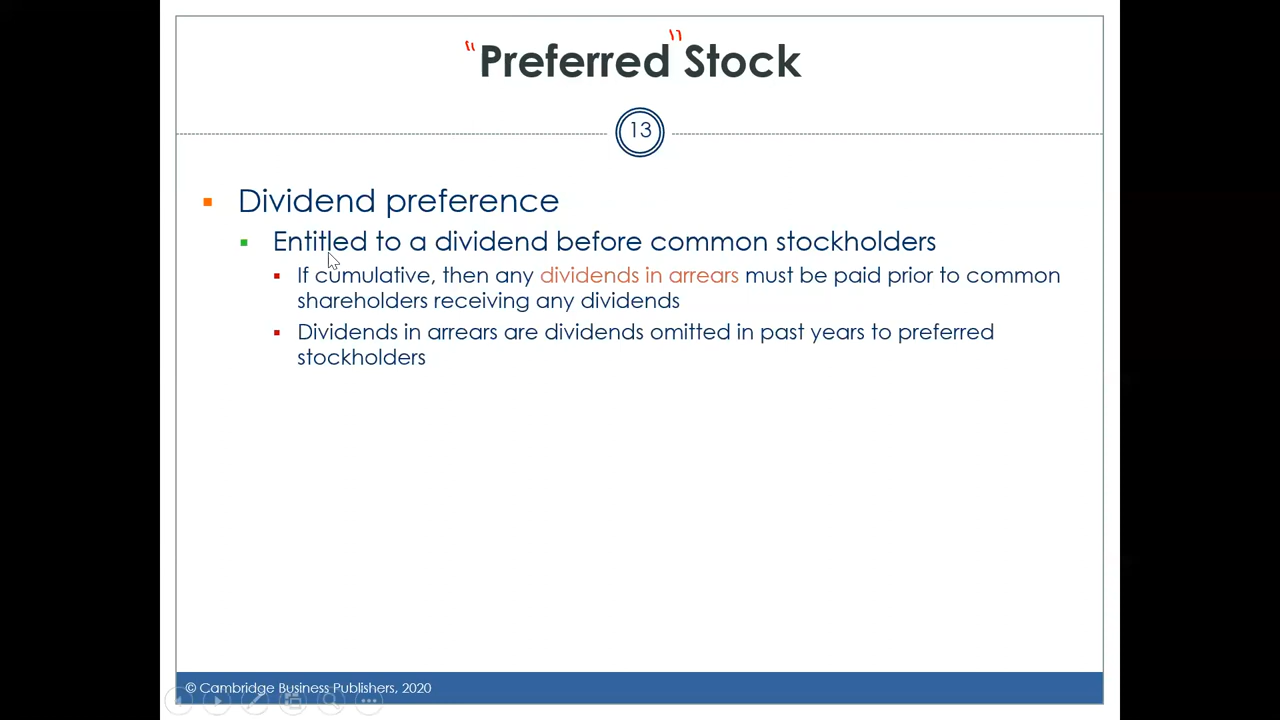 "Preferred" Stock
13
Dividend preference
Entitled to a dividend before common stockholders
If cumulative, then any dividends in arrears must be paid prior to common
shareholders receiving any dividends
Dividends in arrears are dividends omitted in past years to preferred
stockholders
© Cambridge Business Publishers, 2020